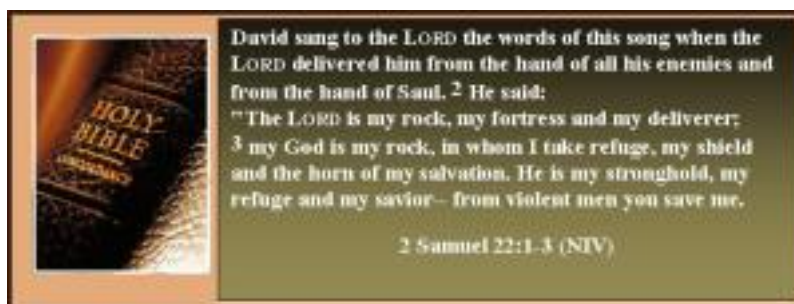 HOLY
BIBLE
CONCORDANCE
David sang to the LORD the words of this song when the
LORD delivered him from the hand of all his enemies and
from the hand of Saul. 2 He said:
"The LORD is my rock, my fortress and my deliverer;
3 my God is my rock, in whom I take refuge, my shield
and the horn of my salvation. He is my stronghold, my
refuge and my savior-- from violent men you save me.
2 Samuel 22:1-3 (NIV)